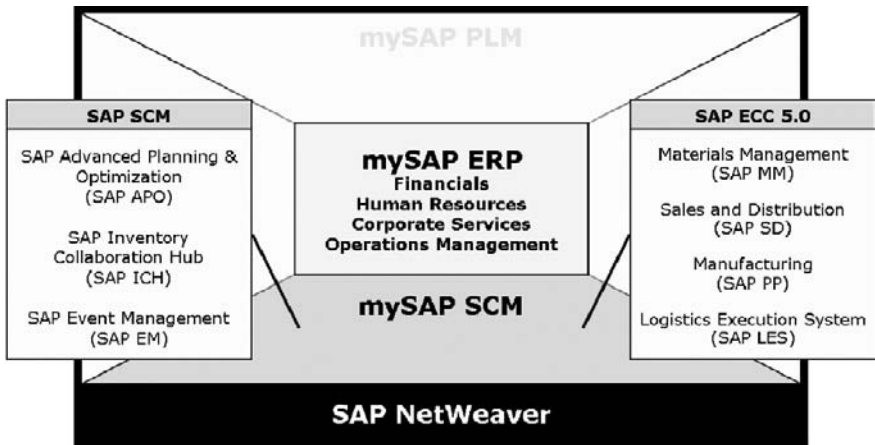 mySAP PLM
SAP SCM
SAP Advanced Planning &
Optimization
(SAP APO)
SAP Inventory
Collaboration Hub
(SAP ICH)
SAP Event Management
(SAP EM)
mySAP ERP
Financials
Human Resources
Corporate Services
Operations Management
mySAP SCM
SAP ECC 5.0
Materials Management
(SAP MM)
Sales and Distribution
(SAP SD)
Manufacturing
(SAP PP)
Logistics Execution System
(SAP LES)
SAP NetWeaver